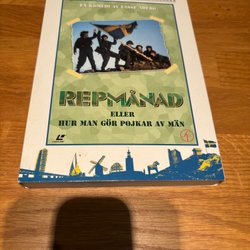 EN KOMEDI AV LASSE ÅBERG
REPMÅNAD
ELLER
HUR MAN GÖR POJKAR AV MÄN